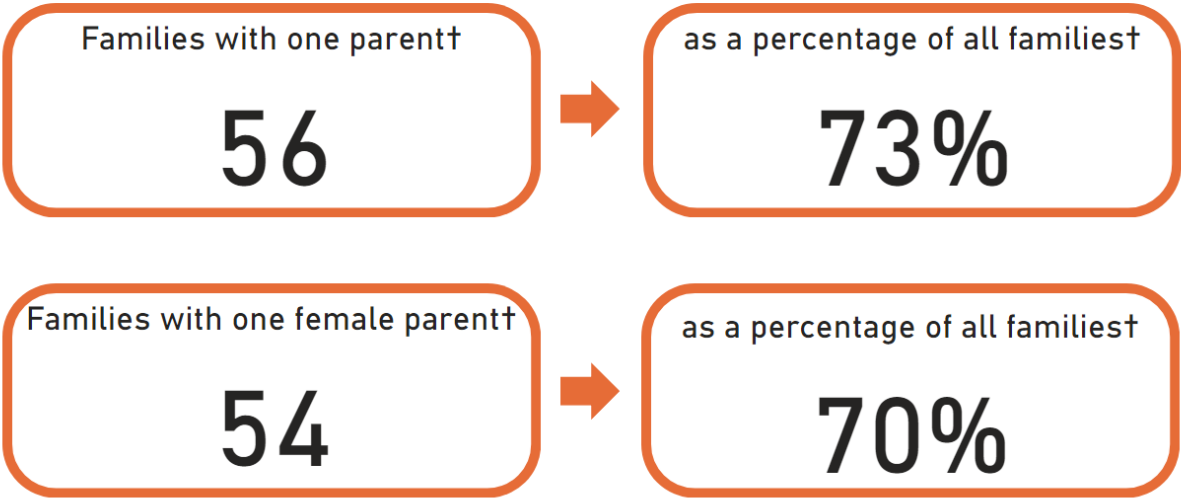 Families with one parent†
as a percentage of all families†
56
73%
Families with one female parent†
as a percentage of all families†
54
70%